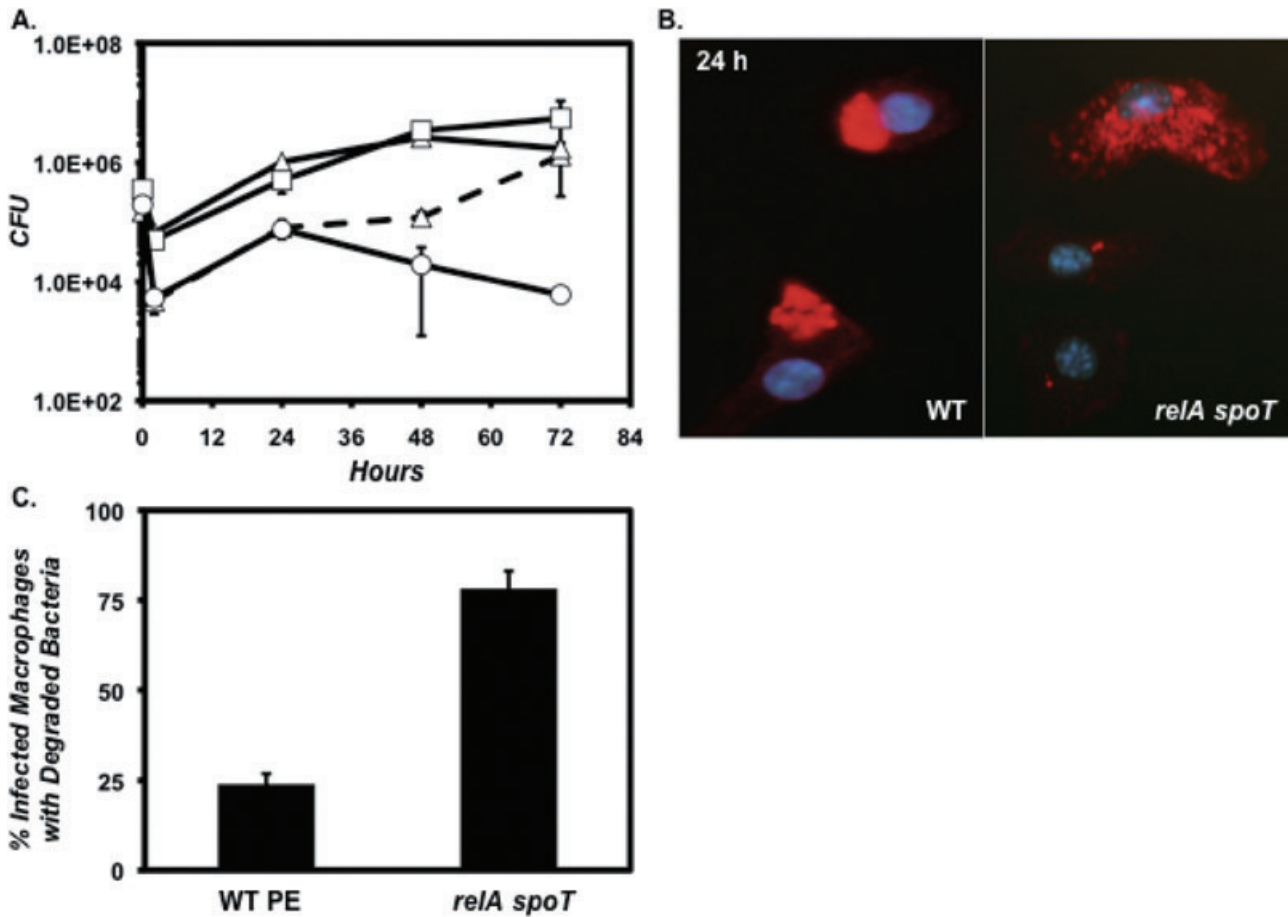 A.
1.0E+08
1.0E+06
1.0E+04
1.0E+02
CFU
0 12 24 36 48 60 72 84
Hours
B.
24 h
WT
relA spoT
C.
100
75
50
25
0
% Infected Macrophages
with Degraded Bacteria
WT PE
relA spoT